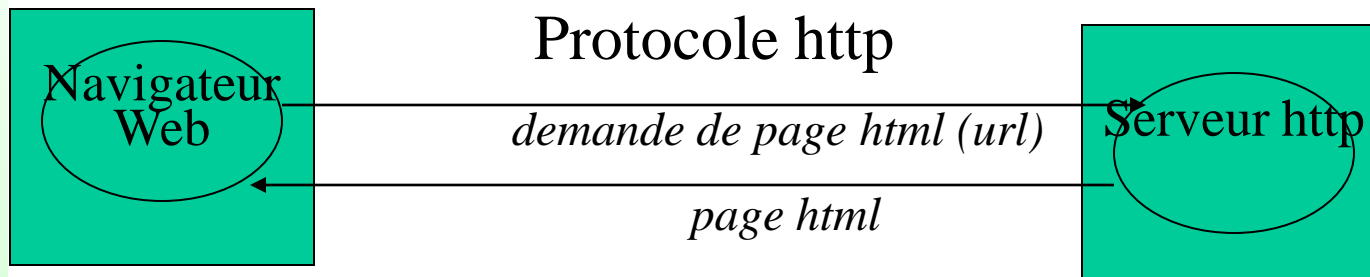 Protocole http
Navigateur
Web
demande de page html (url)
Serveur http
page html